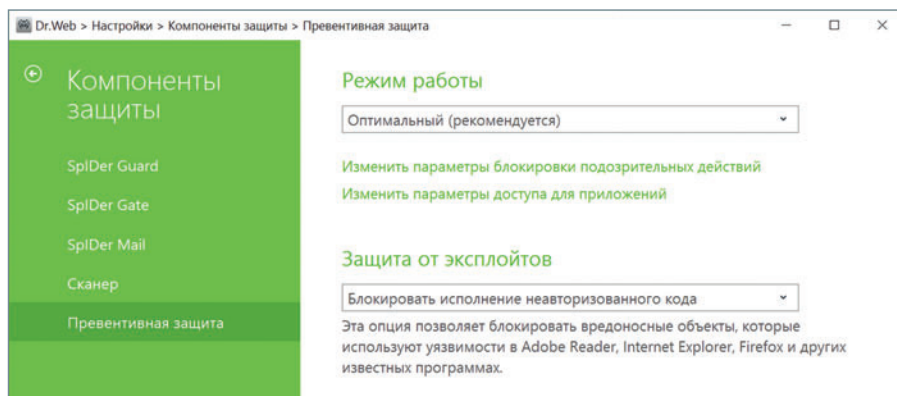 Dr.Web > Настройки > Компоненты защиты > Превентивная защита
Компоненты
защиты
SpIDer Guard
SpIDer Gate
SpIDer Mail
Сканер
Превентивная защита
Режим работы
Оптимальный (рекомендуется)
Изменить параметры блокировки подозрительных действий
Изменить параметры доступа для приложений
Защита от эксплойтов
Блокировать исполнение неавторизованного кода
Эта опция позволяет блокировать вредоносные объекты, которые
используют уязвимости в Adobe Reader, Internet Explorer, Firefox и других
известных программах.